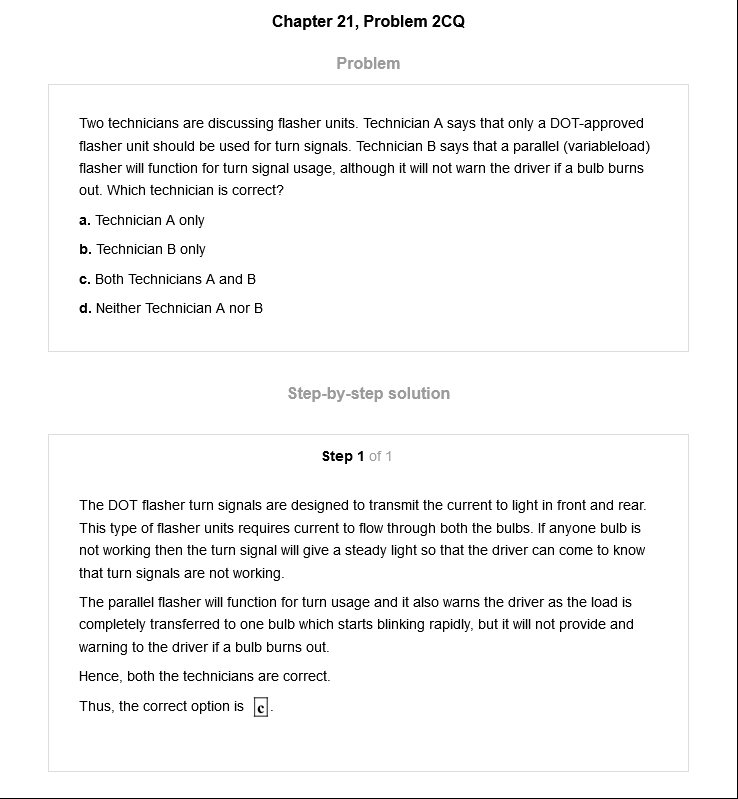 Chapter 21, Problem 2CQ
Problem
Two technicians are discussing flasher units. Technician A says that only a DOT-approved
flasher unit should be used for turn signals. Technician B says that a parallel (variableload)
flasher will function for turn signal usage, although it will not warn the driver if a bulb burns
out. Which technician is correct?
a. Technician A only
b. Technician B only
c. Both Technicians A and B
d. Neither Technician A nor B
Step-by-step solution
Step 1 of 1
The DOT flasher turn signals are designed to transmit the current to light in front and rear.
This type of flasher units requires current to flow through both the bulbs. If anyone bulb is
not working then the turn signal will give a steady light so that the driver can come to know
that turn signals are not working.
The parallel flasher will function for turn usage and it also warns the driver as the load is
completely transferred to one bulb which starts blinking rapidly, but it will not provide and
warning to the driver if a bulb burns out.
Hence, both the technicians are correct.
Thus, the correct option is c.